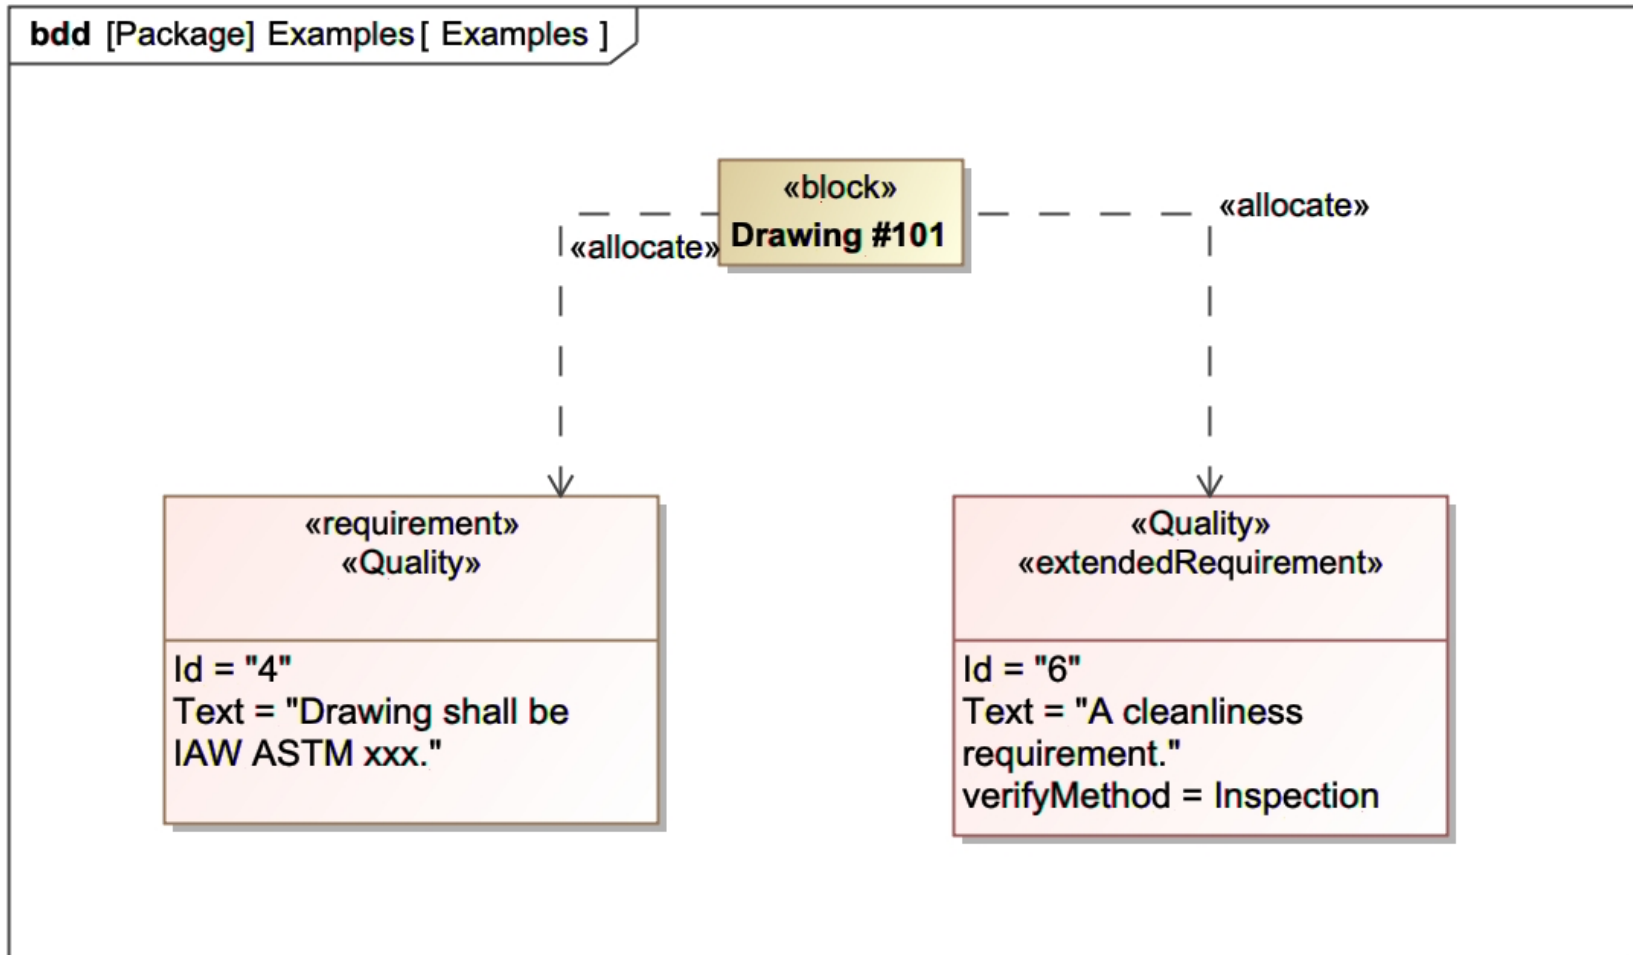 bdd [Package] Examples[ Examples ]
«block»
Drawing #101
«allocate»
«allocate»
«requirement»
«Quality»
Id = "4"
Text = "Drawing shall be
IAW ASTM xxx."
«Quality»
«extendedRequirement»
Id = "6"
Text = "A cleanliness
requirement."
verifyMethod = Inspection